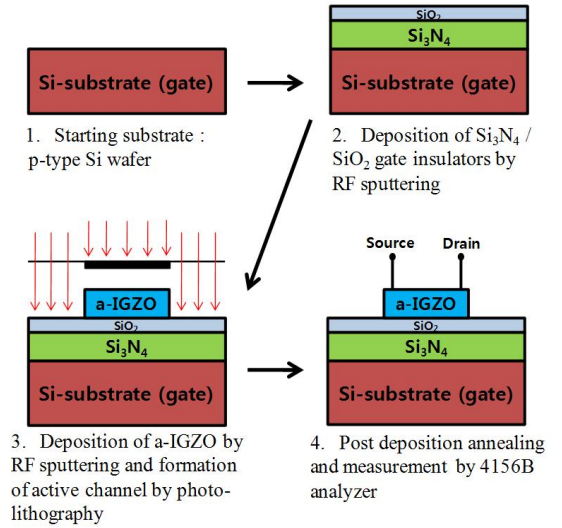 Si-substrate (gate)
1. Starting substrate :
p-type Si wafer
SiO₂
Si₃N₄
Si-substrate (gate)
2. Deposition of Si₃N₄ /
SiO₂ gate insulators by
RF sputtering
a-IGZO
SiO₂
Si₃N₄
Si-substrate (gate)
3. Deposition of a-IGZO by
RF sputtering and formation
of active channel by photo-
lithography
Source Drain
a-IGZO
SiO₂
Si₃N₄
Si-substrate (gate)
4. Post deposition annealing
and measurement by 4156B
analyzer